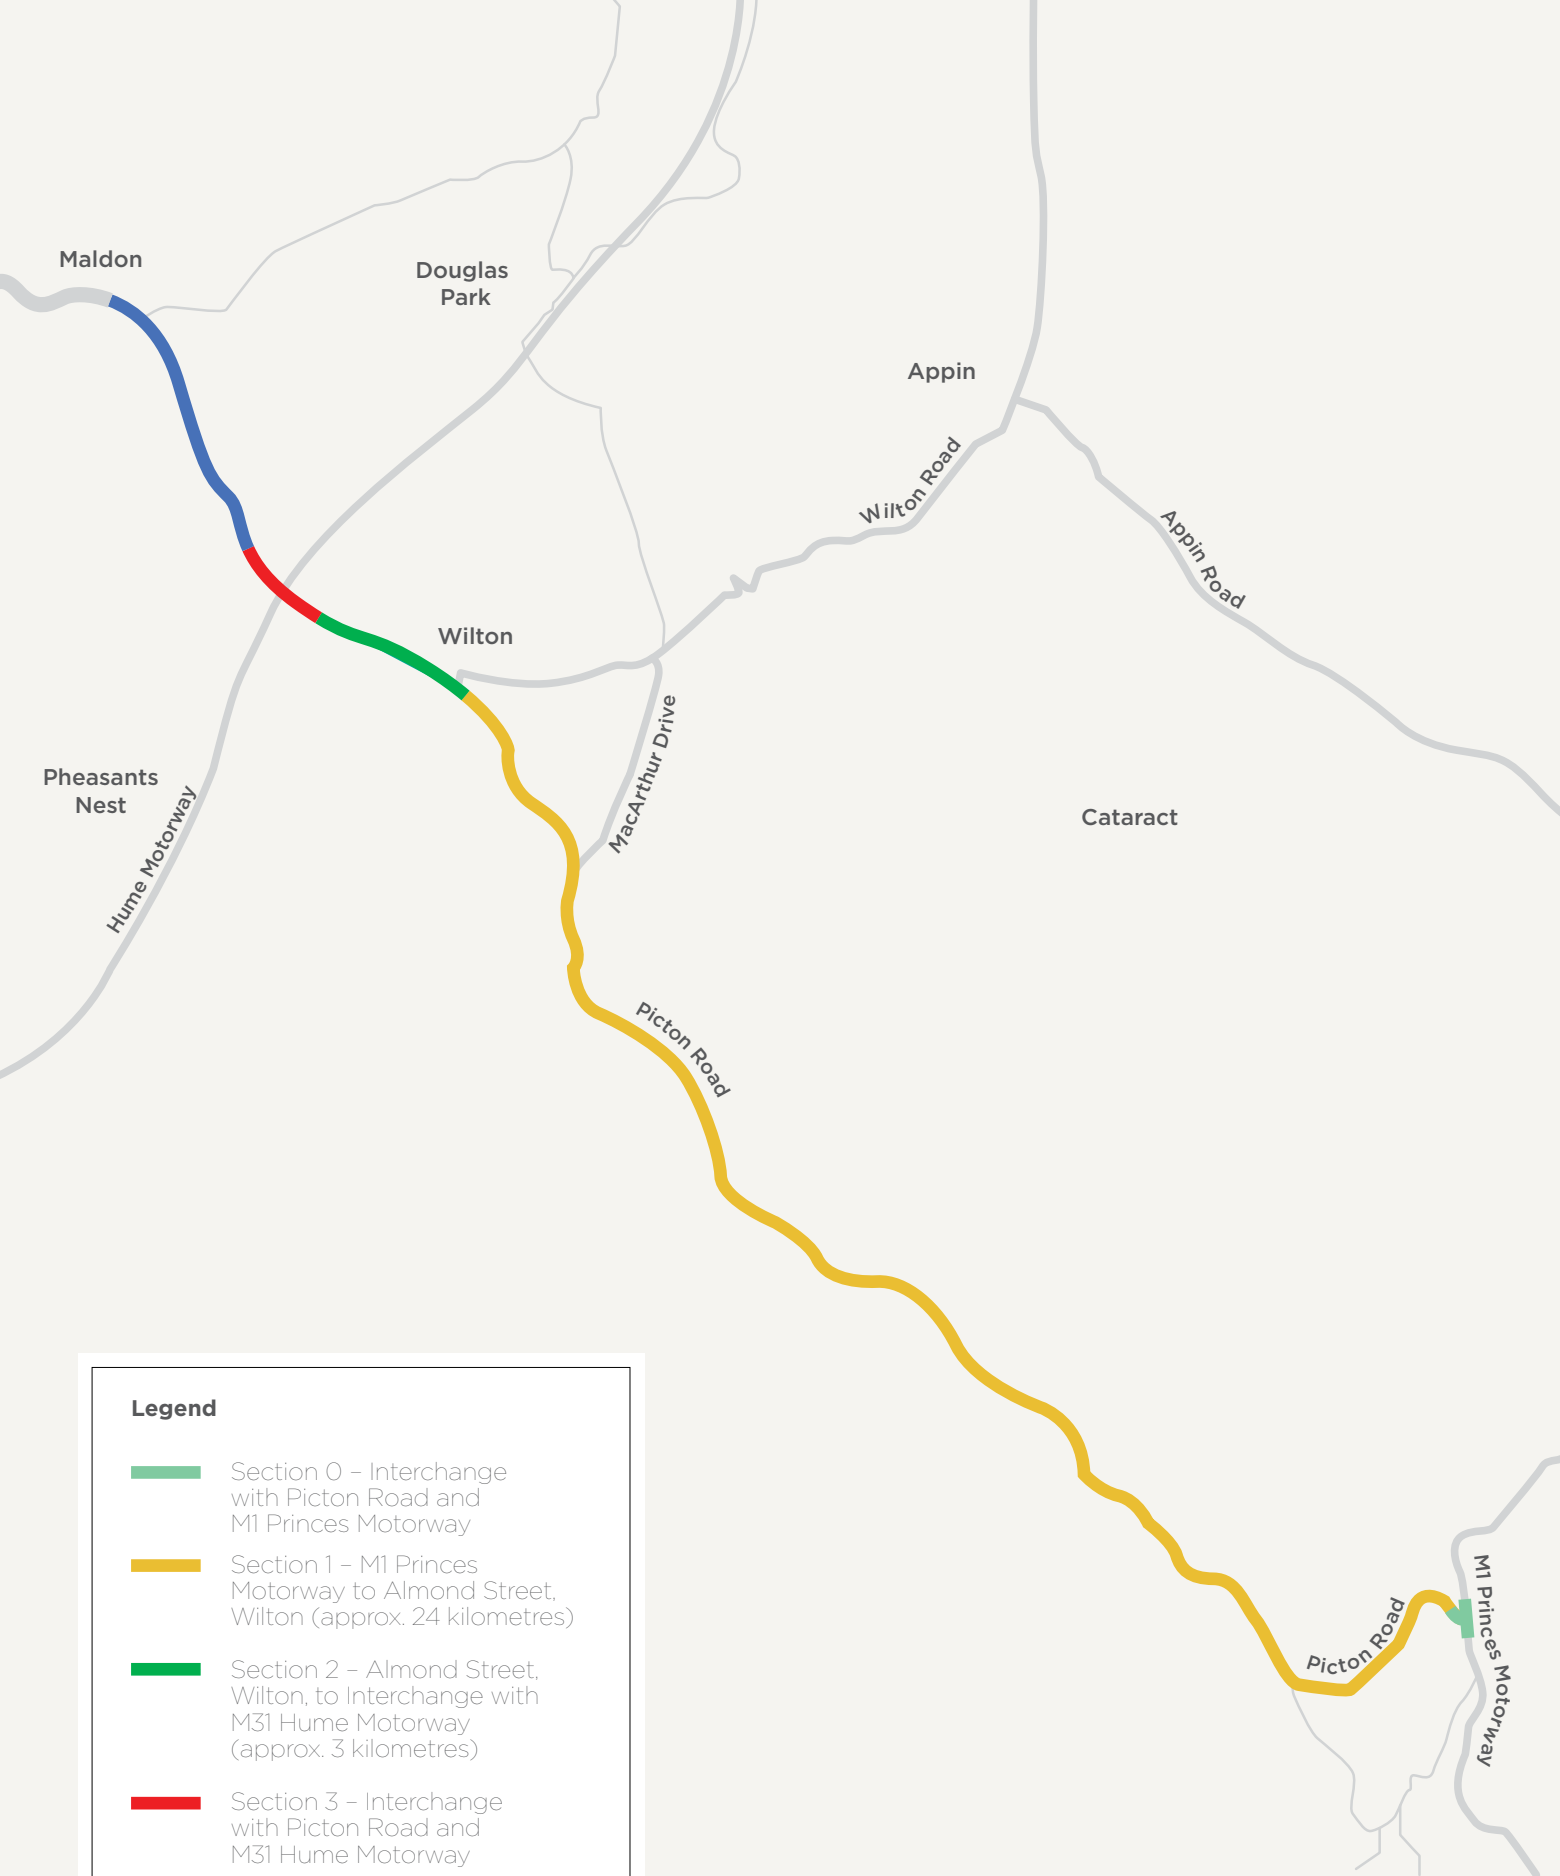 Maldon
Douglas
Park
Appin
Wilton Road
Appin Road
Wilton
MacArthur Drive
Pheasants
Nest
Hume Motorway
Cataract
Picton Road
Picton Road
M1 Princes Motorway
Legend
Section 0 – Interchange
with Picton Road and
M1 Princes Motorway
Section 1 – M1 Princes
Motorway to Almond Street,
Wilton (approx. 24 kilometres)
Section 2 – Almond Street,
Wilton, to Interchange with
M31 Hume Motorway
(approx. 3 kilometres)
Section 3 – Interchange
with Picton Road and
M31 Hume Motorway